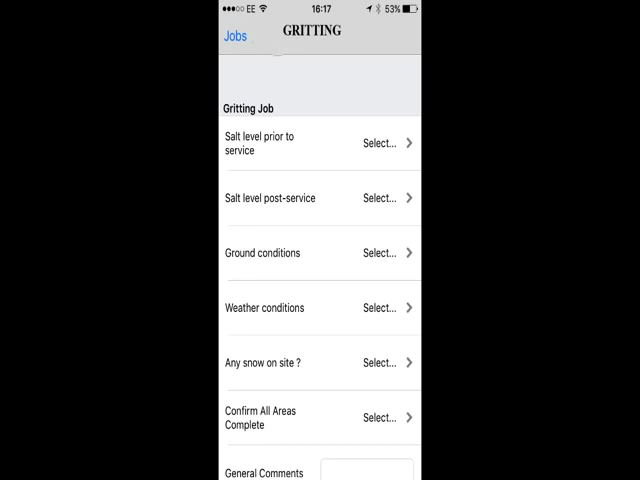 EE 16:17 53%
Jobs GRITTING
Gritting Job
Salt level prior to
service Select...
Salt level post-service Select...
Ground conditions Select...
Weather conditions Select...
Any snow on site ? Select...
Confirm All Areas
Complete Select...
General Comments